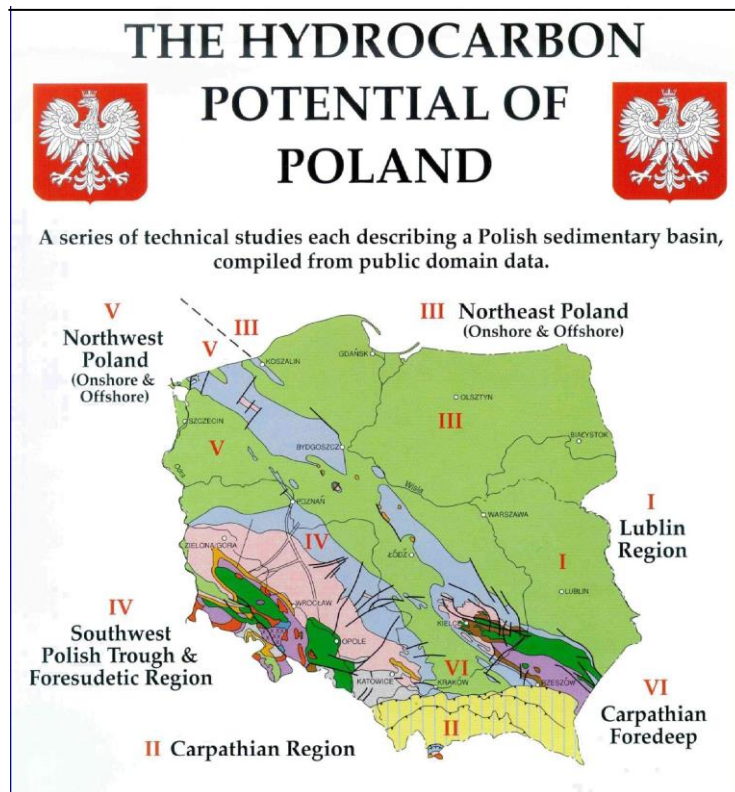 THE HYDROCARBON
POTENTIAL OF
POLAND
A series of technical studies each describing a Polish sedimentary basin,
compiled from public domain data.
V
Northwest
Poland
(Onshore &
Offshore)
III
V
III Northeast Poland
(Onshore & Offshore)
KOSZALIN
GDAŃSK
OLSZTYN
SZCZECIN
III
BIAŁYSTOK
V
BYDGOSZCZ
Odra
Wisła
POZNAŃ
WARSZAWA
I
Lublin
Region
IV
ZIELONA GÓRA
ŁÓDŹ
I
LUBLIN
WROCŁAW
KIELCE
IV
Southwest
Polish Trough &
Foresudetic Region
OPOLE
VI
KATOWICE
KRAKÓW
RZESZÓW
VI
Carpathian
Foredeep
II
II Carpathian Region